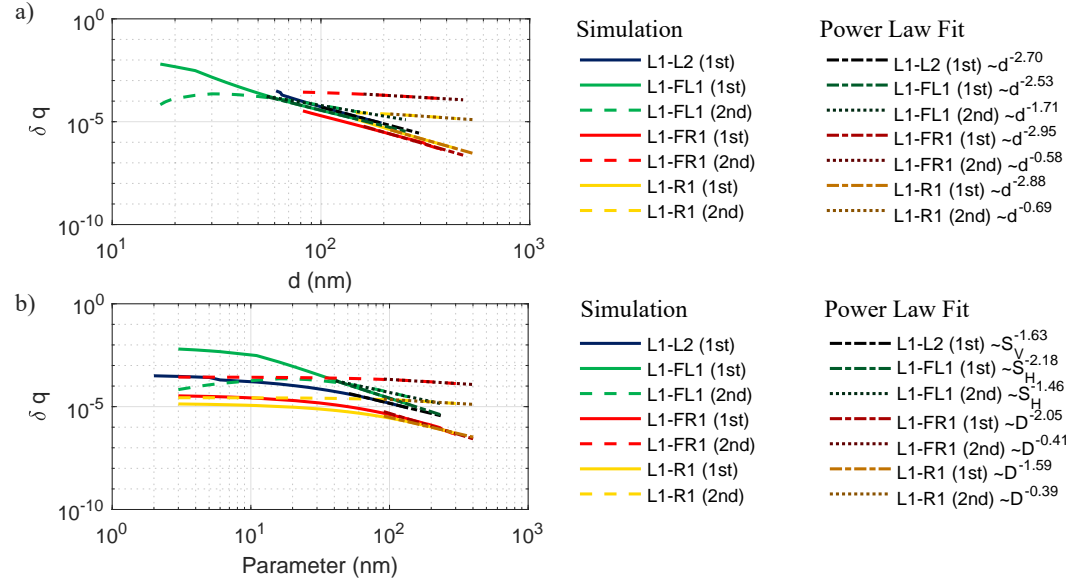 a)
10^0
10^-5
10^-10
δ q
10^1
10^2
10^3
d (nm)
Simulation
L1-L2 (1st)
L1-FL1 (1st)
L1-FL1 (2nd)
L1-FR1 (1st)
L1-FR1 (2nd)
L1-R1 (1st)
L1-R1 (2nd)
Power Law Fit
L1-L2 (1st) ~d^-2.70
L1-FL1 (1st) ~d^-2.53
L1-FL1 (2nd) ~d^-1.71
L1-FR1 (1st) ~d^-2.95
L1-FR1 (2nd) ~d^-0.58
L1-R1 (1st) ~d^-2.88
L1-R1 (2nd) ~d^-0.69
b)
10^0
10^-5
10^-10
δ q
10^0
10^1
10^2
10^3
Parameter (nm)
Simulation
L1-L2 (1st)
L1-FL1 (1st)
L1-FL1 (2nd)
L1-FR1 (1st)
L1-FR1 (2nd)
L1-R1 (1st)
L1-R1 (2nd)
Power Law Fit
L1-L2 (1st) ~S_V^-1.63
L1-FL1 (1st) ~S_H^-2.18
L1-FL1 (2nd) ~S_H^-1.46
L1-FR1 (1st) ~D^-2.05
L1-FR1 (2nd) ~D^-0.41
L1-R1 (1st) ~D^-1.59
L1-R1 (2nd) ~D^-0.39